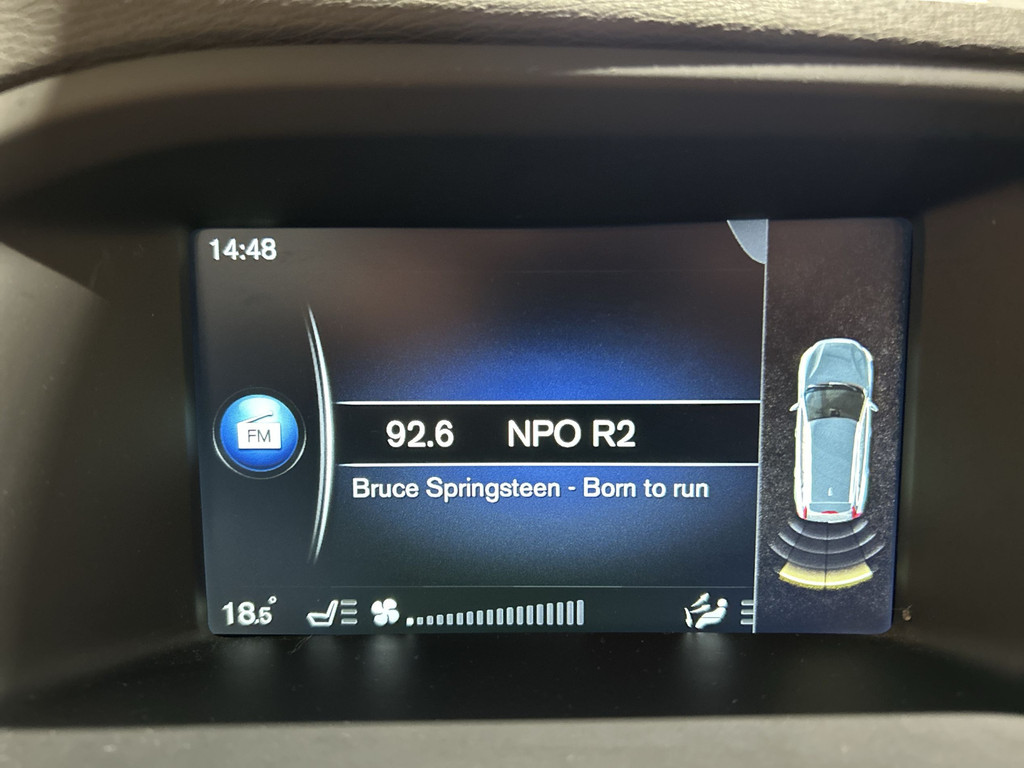 14:48
FM
92.6 NPO R2
Bruce Springsteen - Born to run
18.5°